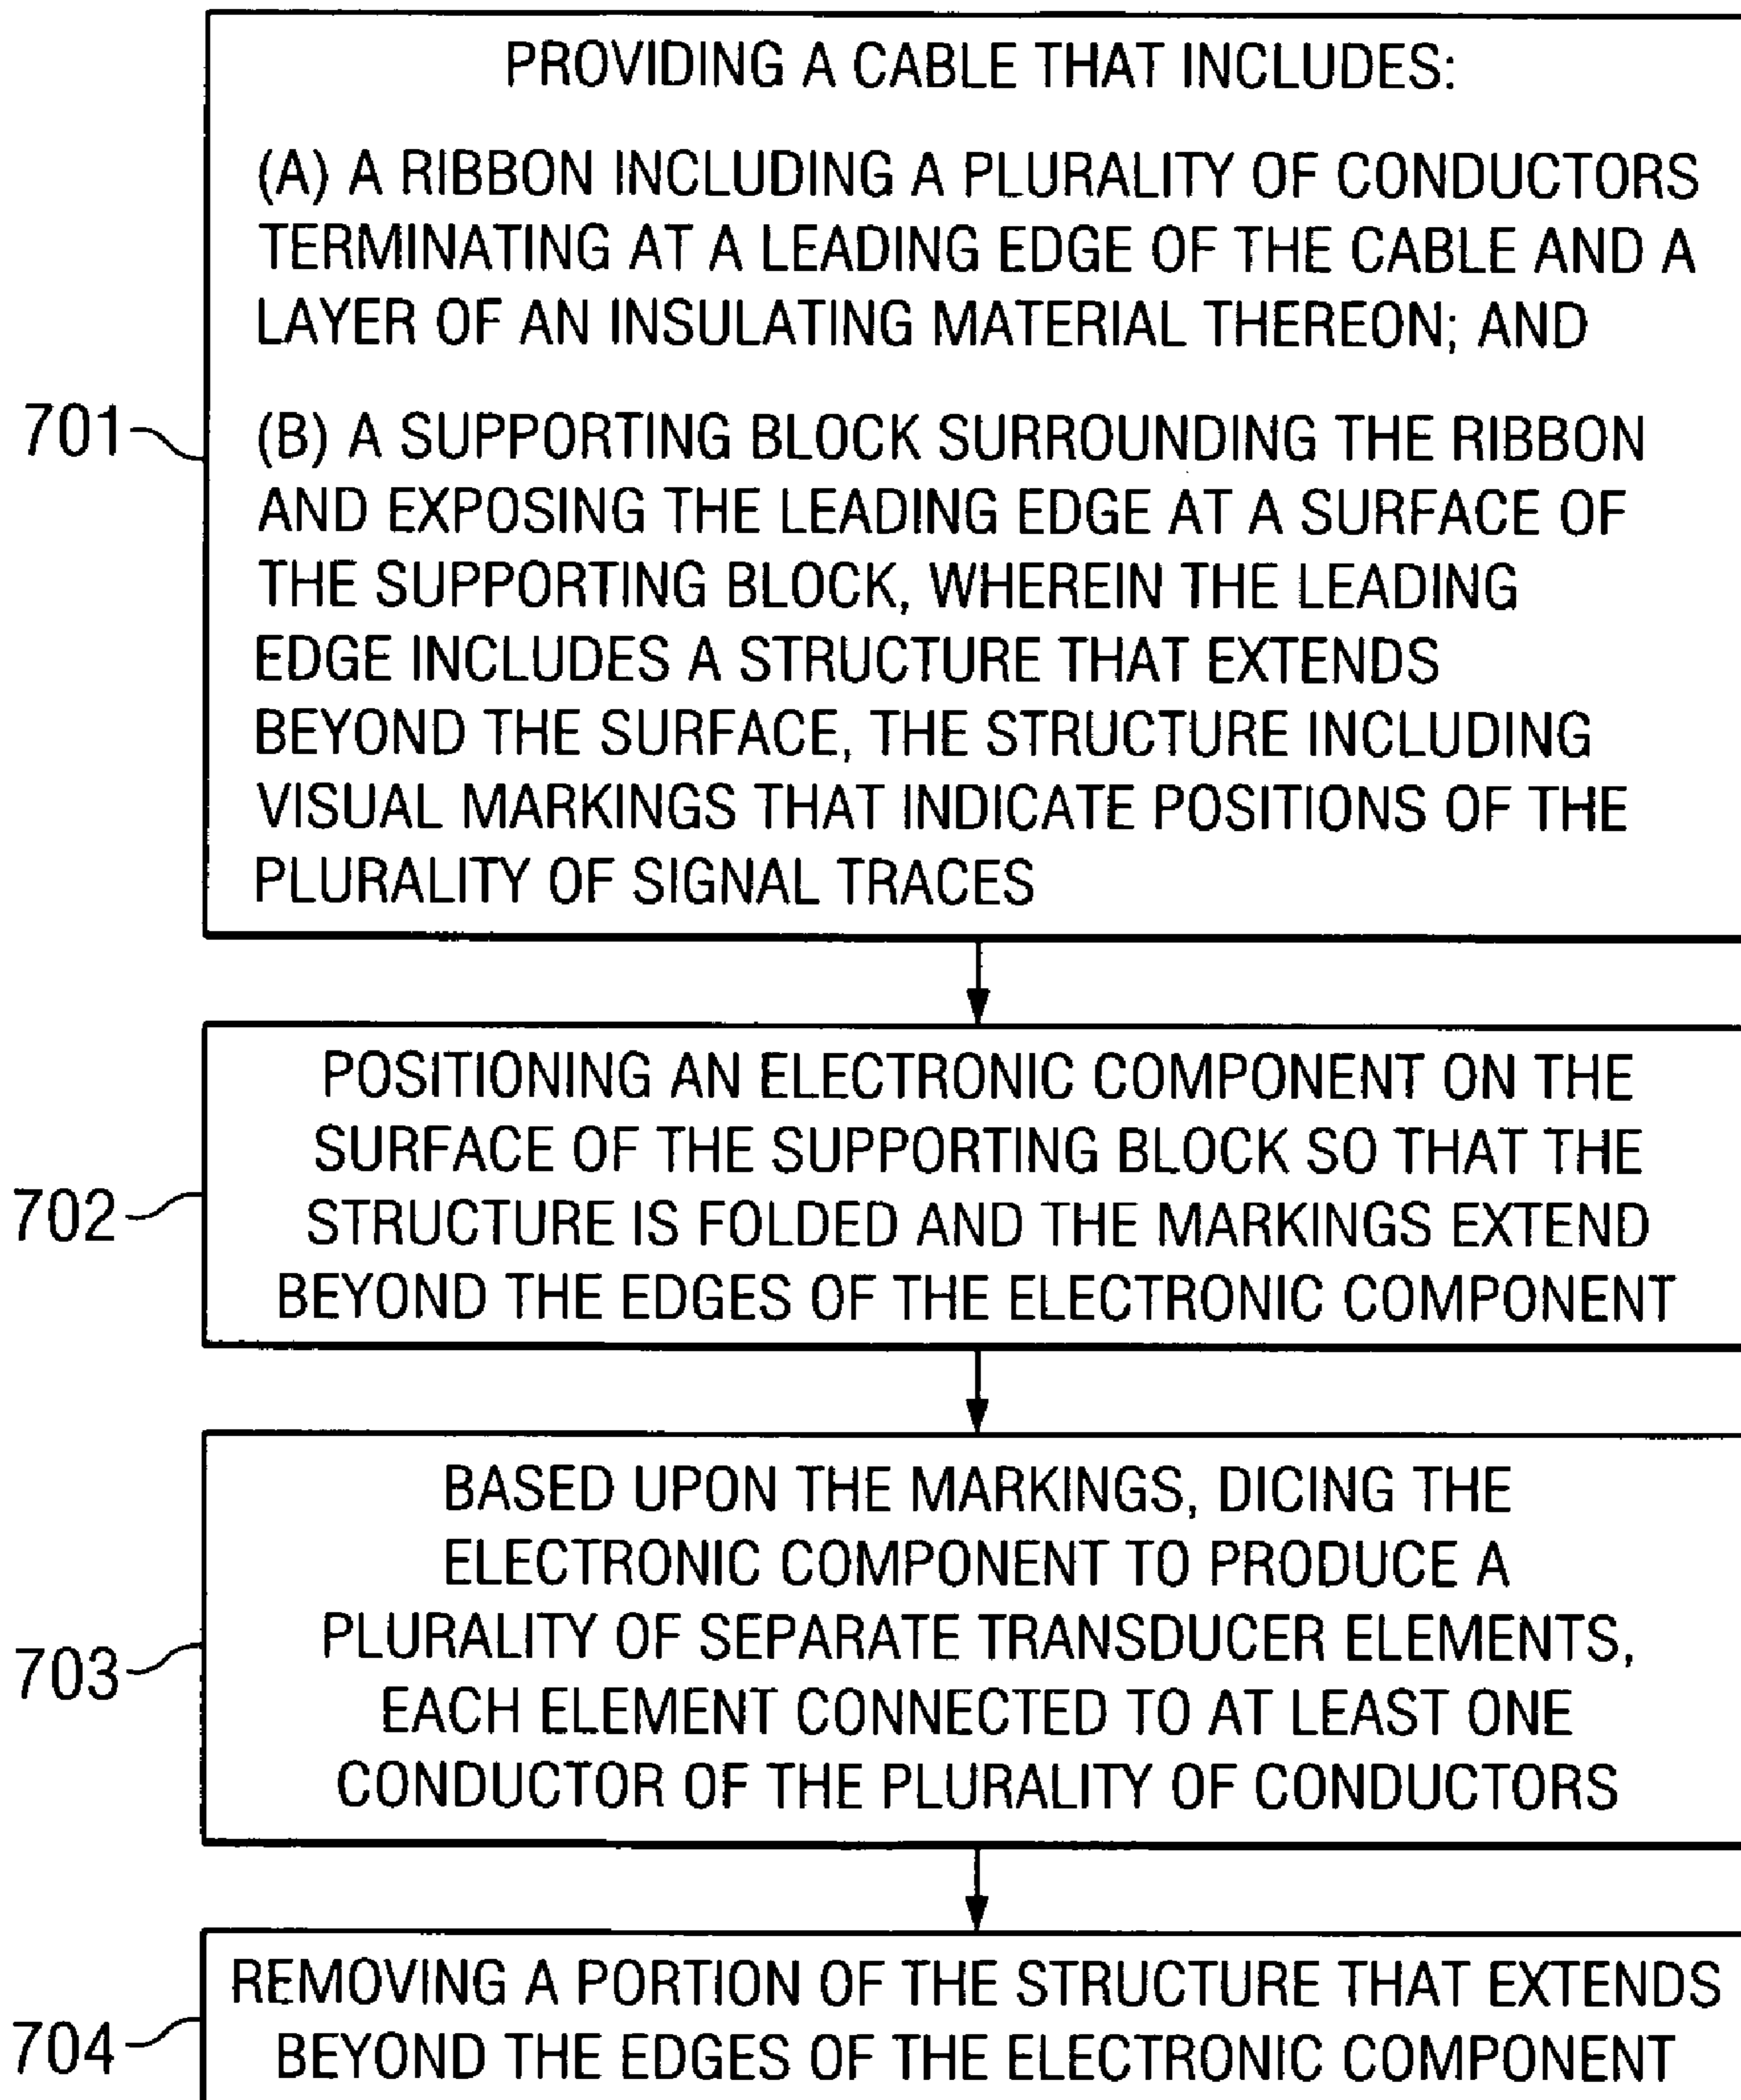 PROVIDING A CABLE THAT INCLUDES:
(A) A RIBBON INCLUDING A PLURALITY OF CONDUCTORS
TERMINATING AT A LEADING EDGE OF THE CABLE AND A
LAYER OF AN INSULATING MATERIAL THEREON; AND
701
(B) A SUPPORTING BLOCK SURROUNDING THE RIBBON
AND EXPOSING THE LEADING EDGE AT A SURFACE OF
THE SUPPORTING BLOCK, WHEREIN THE LEADING
EDGE INCLUDES A STRUCTURE THAT EXTENDS
BEYOND THE SURFACE, THE STRUCTURE INCLUDING
VISUAL MARKINGS THAT INDICATE POSITIONS OF THE
PLURALITY OF SIGNAL TRACES
702
POSITIONING AN ELECTRONIC COMPONENT ON THE
SURFACE OF THE SUPPORTING BLOCK SO THAT THE
STRUCTURE IS FOLDED AND THE MARKINGS EXTEND
BEYOND THE EDGES OF THE ELECTRONIC COMPONENT
703
BASED UPON THE MARKINGS, DICING THE
ELECTRONIC COMPONENT TO PRODUCE A
PLURALITY OF SEPARATE TRANSDUCER ELEMENTS,
EACH ELEMENT CONNECTED TO AT LEAST ONE
CONDUCTOR OF THE PLURALITY OF CONDUCTORS
704
REMOVING A PORTION OF THE STRUCTURE THAT EXTENDS
BEYOND THE EDGES OF THE ELECTRONIC COMPONENT